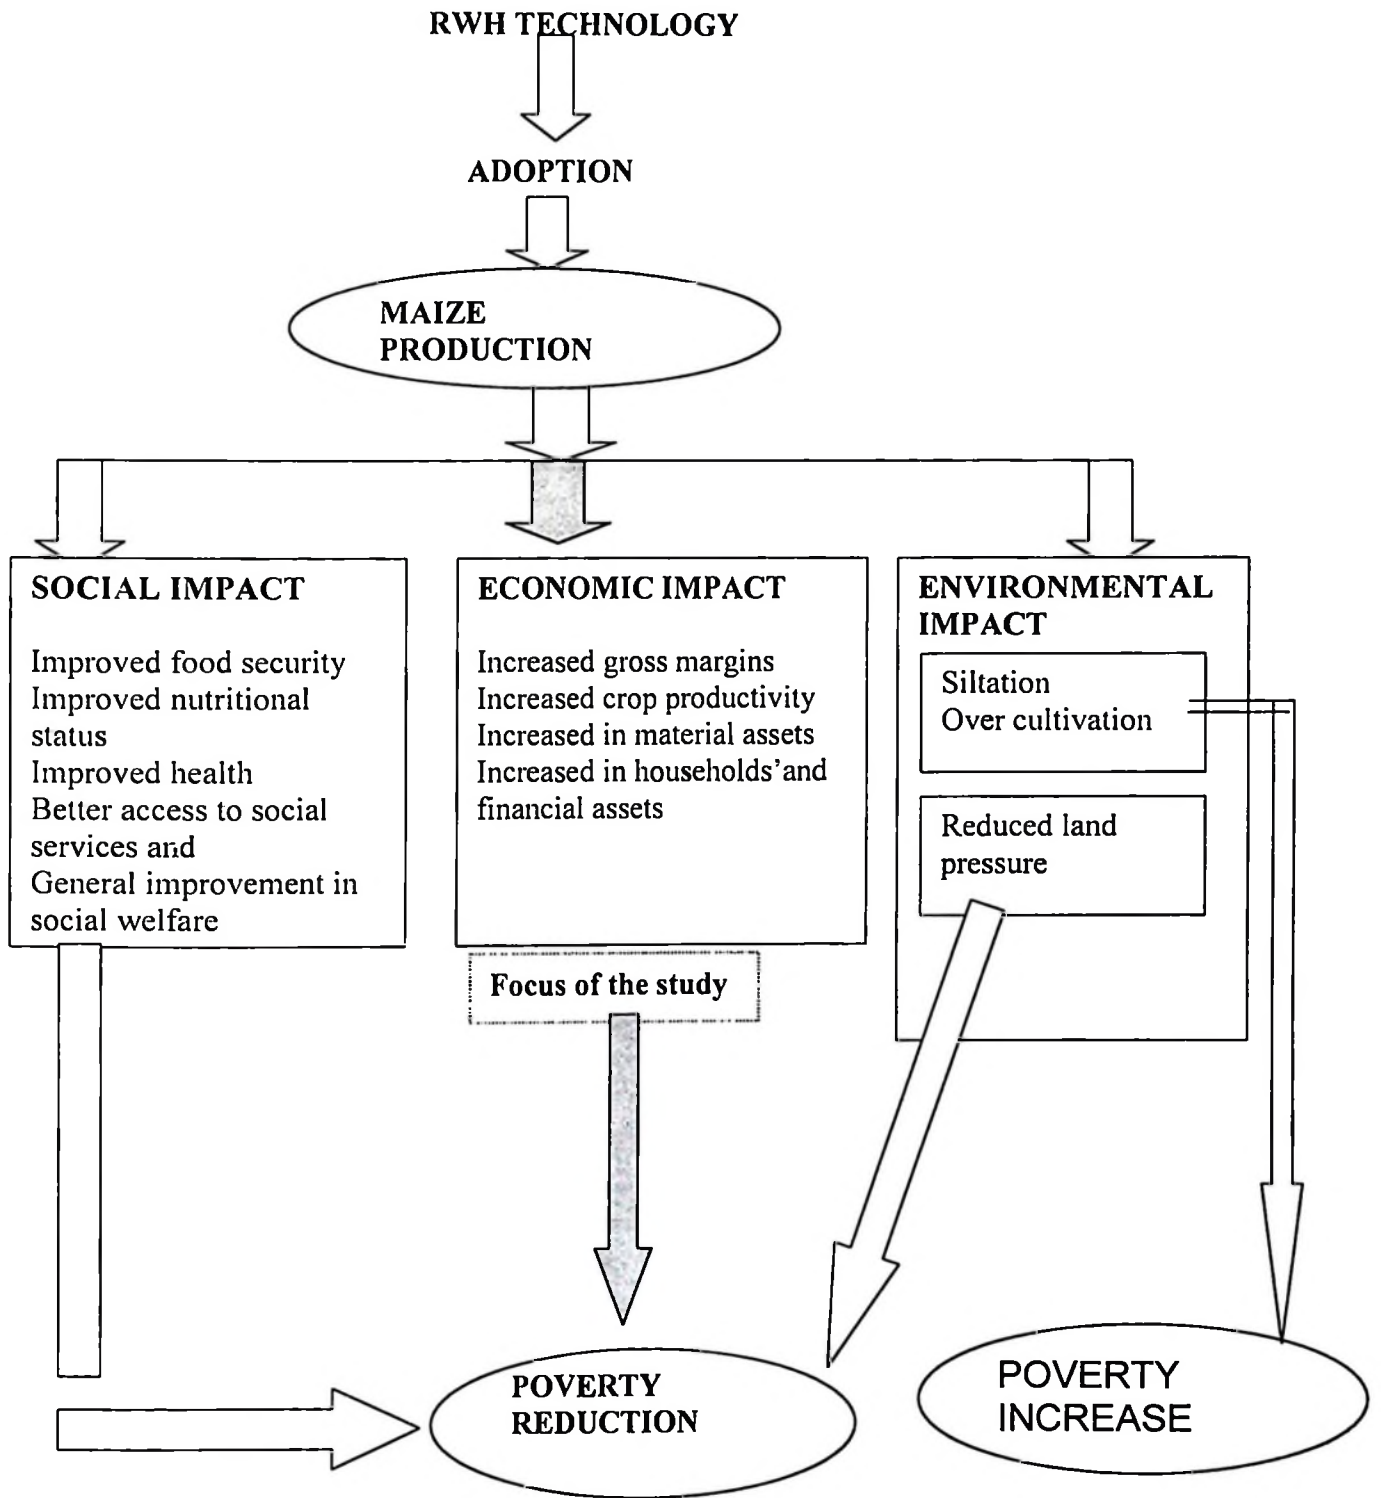 RWH TECHNOLOGY
ADOPTION
MAIZE
PRODUCTION
SOCIAL IMPACT
Improved food security
Improved nutritional
status
Improved health
Better access to social
services and
General improvement in
social welfare
ECONOMIC IMPACT
Increased gross margins
Increased crop productivity
Increased in material assets
Increased in households' and
financial assets
Focus of the study
ENVIRONMENTAL
IMPACT
Siltation
Over cultivation
Reduced land
pressure
POVERTY
REDUCTION
POVERTY
INCREASE